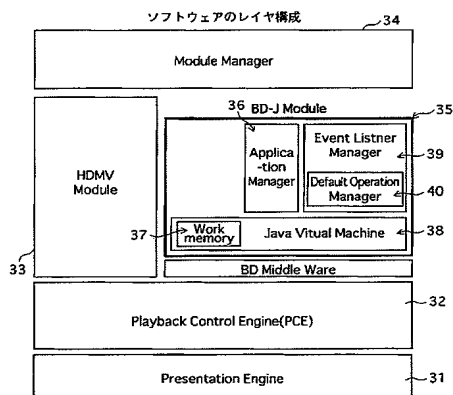 ソフトウェアのレイヤ構成
34
Module Manager
BD-J Module
35
36
HDMV
Module
Applica
-tion
Manager
Event Listner
Manager
39
Default Operation
Manager
40
37
Work
memory
Java Vitual Machine
38
33
BD Middle Ware
32
Playback Control Engine(PCE)
Presentation Engine
31